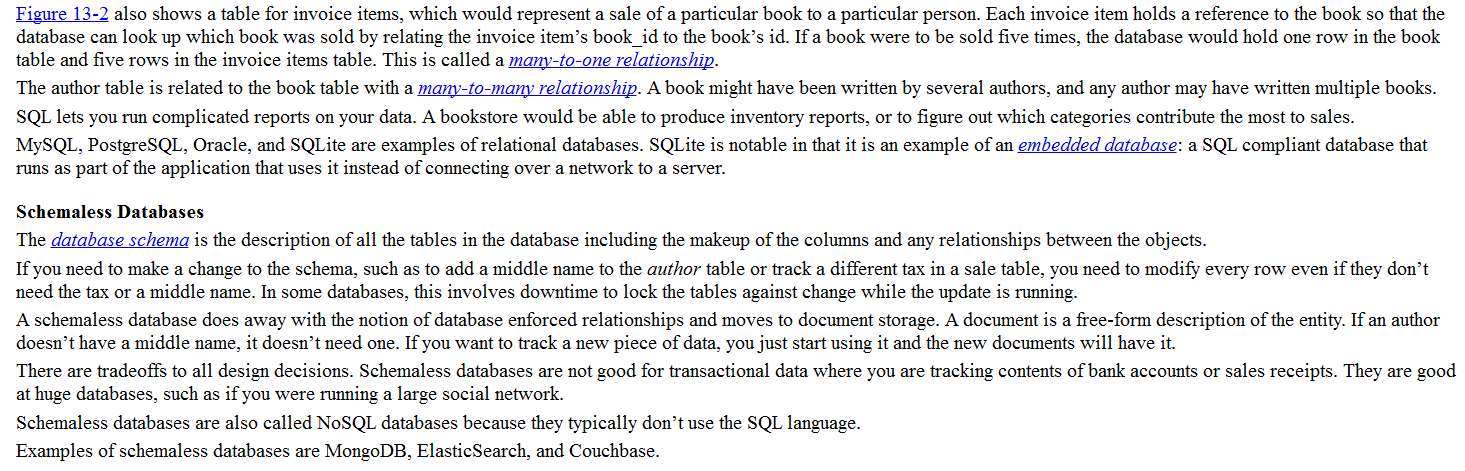 Figure 13-2 also shows a table for invoice items, which would represent a sale of a particular book to a particular person. Each invoice item holds a reference to the book so that the
database can look up which book was sold by relating the invoice item’s book_id to the book’s id. If a book were to be sold five times, the database would hold one row in the book
table and five rows in the invoice items table. This is called a many-to-one relationship.
The author table is related to the book table with a many-to-many relationship. A book might have been written by several authors, and any author may have written multiple books.
SQL lets you run complicated reports on your data. A bookstore would be able to produce inventory reports, or to figure out which categories contribute the most to sales.
MySQL, PostgreSQL, Oracle, and SQLite are examples of relational databases. SQLite is notable in that it is an example of an embedded database: a SQL compliant database that
runs as part of the application that uses it instead of connecting over a network to a server.
Schemaless Databases
The database schema is the description of all the tables in the database including the makeup of the columns and any relationships between the objects.
If you need to make a change to the schema, such as to add a middle name to the author table or track a different tax in a sale table, you need to modify every row even if they don’t
need the tax or a middle name. In some databases, this involves downtime to lock the tables against change while the update is running.
A schemaless database does away with the notion of database enforced relationships and moves to document storage. A document is a free-form description of the entity. If an author
doesn’t have a middle name, it doesn’t need one. If you want to track a new piece of data, you just start using it and the new documents will have it.
There are tradeoffs to all design decisions. Schemaless databases are not good for transactional data where you are tracking contents of bank accounts or sales receipts. They are good
at huge databases, such as if you were running a large social network.
Schemaless databases are also called NoSQL databases because they typically don’t use the SQL language.
Examples of schemaless databases are MongoDB, ElasticSearch, and Couchbase.